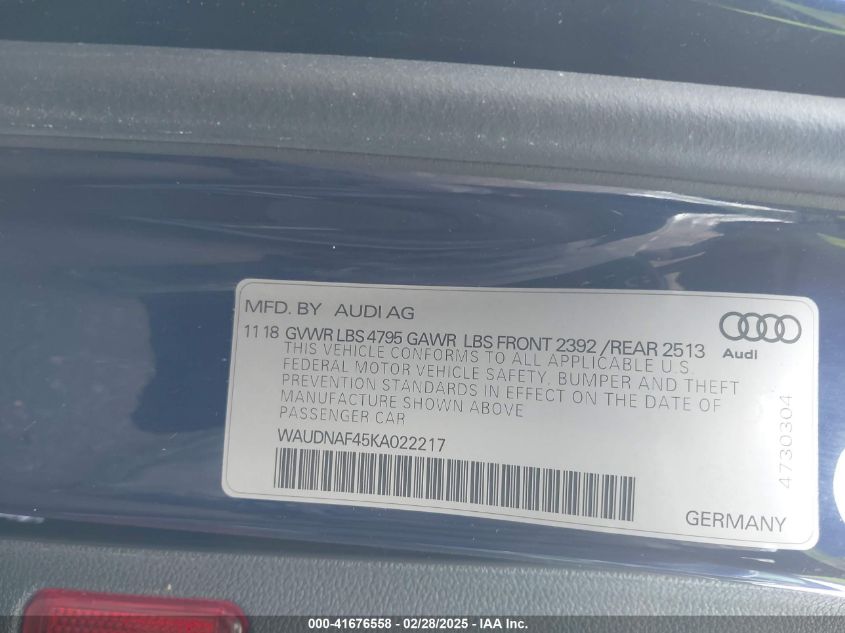 MFD. BY AUDI AG
11 18 GVWR LBS 4795 GAWR LBS FRONT 2392 /REAR 2513
THIS VEHICLE CONFORMS TO ALL APPLICABLE U.S.
FEDERAL MOTOR VEHICLE SAFETY, BUMPER AND THEFT
PREVENTION STANDARDS IN EFFECT ON THE DATE OF
MANUFACTURE SHOWN ABOVE
PASSENGER CAR
WAUDNAF45KA022217
Audi
4730304
GERMANY
000-41676558 - 02/28/2025 - IAA Inc.